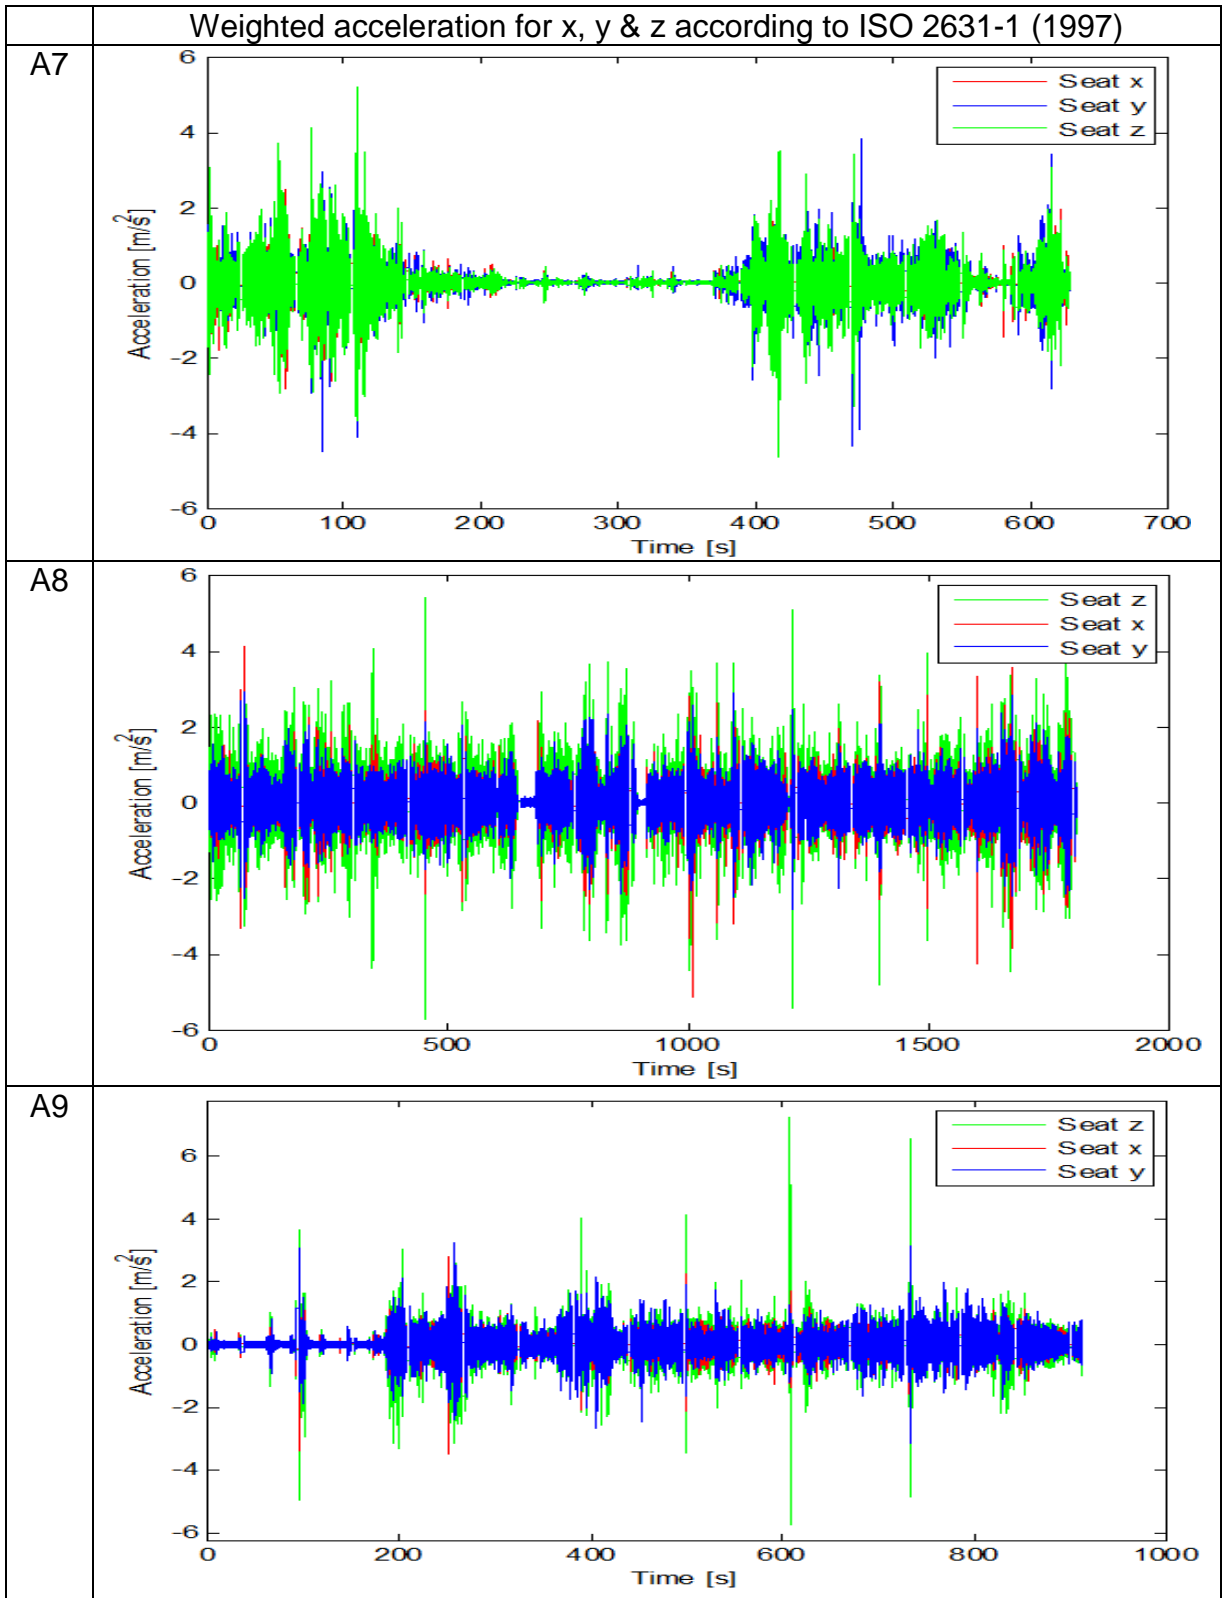 Weighted acceleration for x, y & z according to ISO 2631-1 (1997)
A7
6
4
2
0
-2
-4
-6
Acceleration [m/s²]
Seat x
Seat y
Seat z
0 100 200 300 400 500 600 700
Time [s]
A8
6
4
2
0
-2
-4
-6
Acceleration [m/s²]
Seat z
Seat x
Seat y
0 500 1000 1500 2000
Time [s]
A9
6
4
2
0
-2
-4
-6
Acceleration [m/s²]
Seat z
Seat x
Seat y
0 200 400 600 800 1000
Time [s]